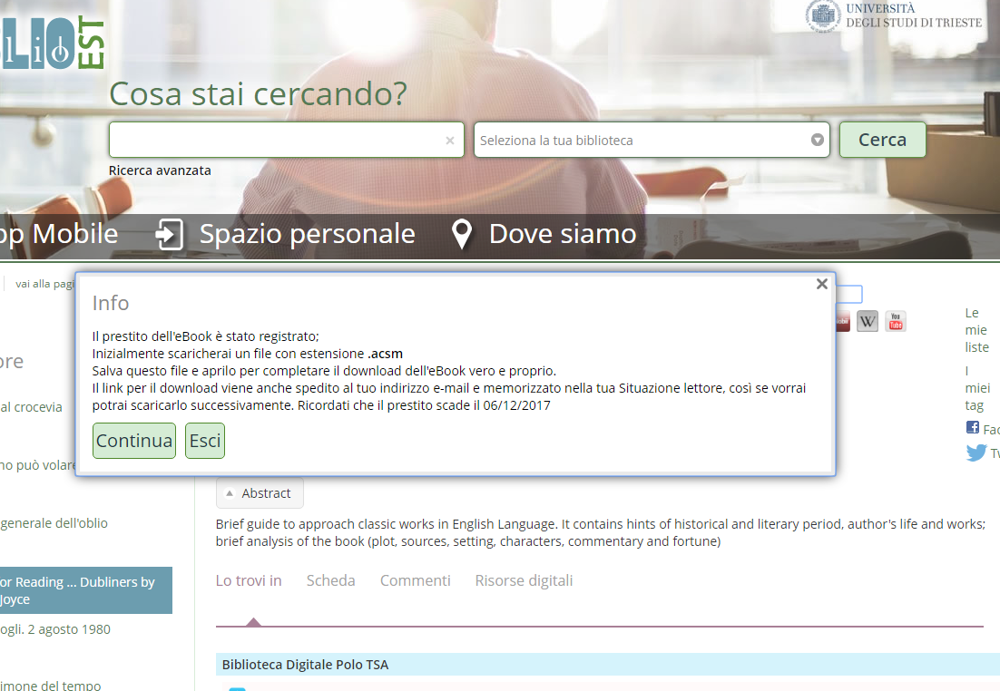 UNIVERSITÀ
DEGLI STUDI DI TRIESTE
LIO
EST
Cosa stai cercando?
Seleziona la tua biblioteca
Cerca
Ricerca avanzata
pp Mobile
Spazio personale
Dove siamo
vai alla pagi
Info
Il prestito dell'eBook è stato registrato;
Inizialmente scaricherai un file con estensione .acsm
Salva questo file e aprilo per completare il download dell'eBook vero e proprio.
Il link per il download viene anche spedito al tuo indirizzo e-mail e memorizzato nella tua Situazione lettore, così se vorrai
potrai scaricarlo successivamente. Ricordati che il prestito scade il 06/12/2017
Continua
Esci
W
You
Tube
Le
mie
liste
I
miei
tag
Fac
Tw
ore
al crocevia
no può volare
generale dell'oblio
or Reading ... Dubliners by
Joyce
ogli. 2 agosto 1980
imone del tempo
Abstract
Brief guide to approach classic works in English Language. It contains hints of historical and literary period, author's life and works;
brief analysis of the book (plot, sources, setting, characters, commentary and fortune)
Lo trovi in
Scheda
Commenti
Risorse digitali
Biblioteca Digitale Polo TSA